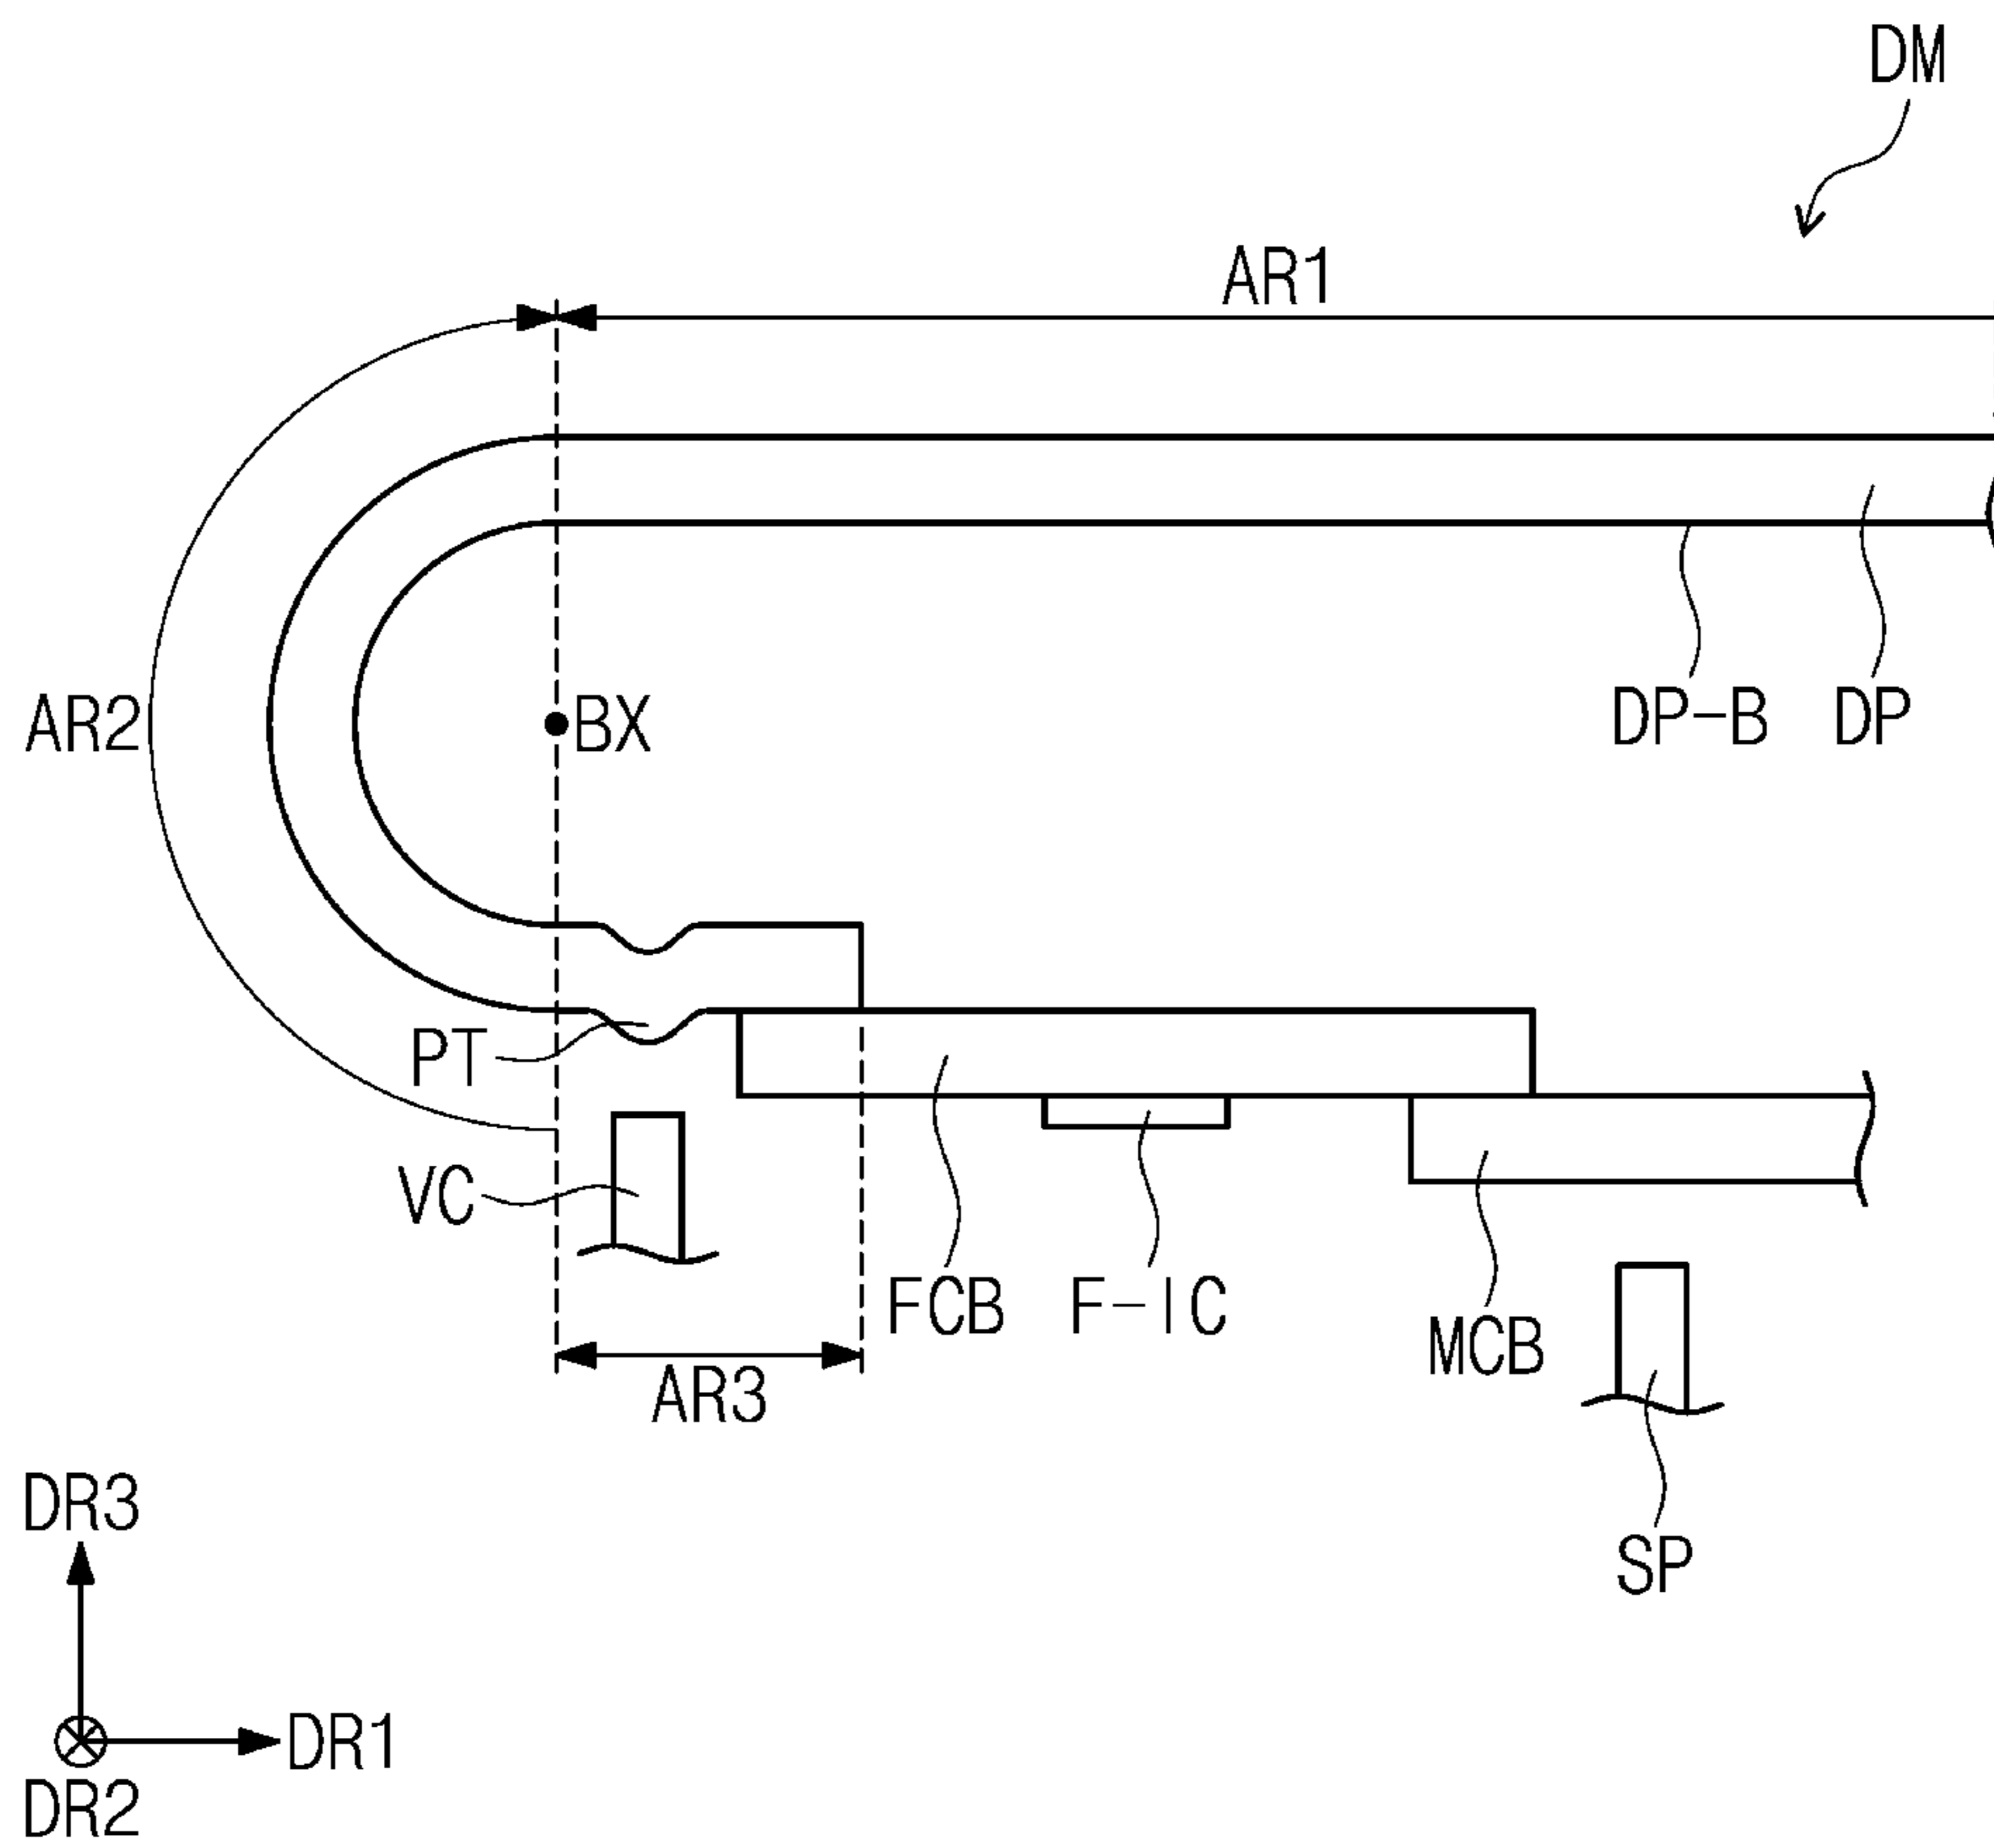 DM
AR1
AR2
BX
DP-B
DP
PT
VC
FCB
F-IC
MCB
AR3
SP
DR3
DR1
DR2